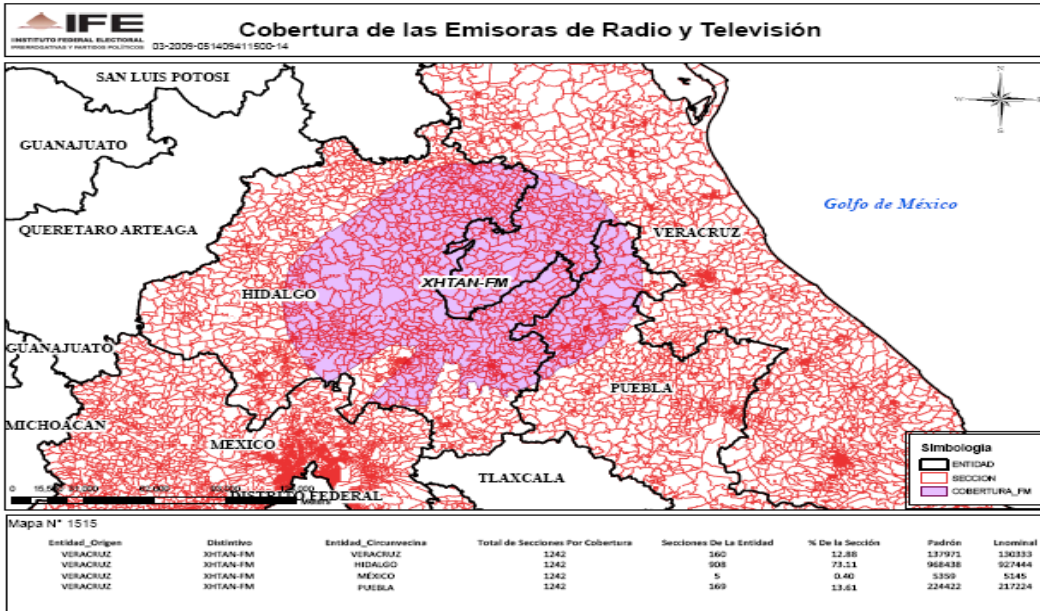 IFE
INSTITUTO FEDERAL ELECTORAL
PRERROGATIVAS Y PARTIDOS POLÍTICOS
03-2009-051409411500-14
Cobertura de las Emisoras de Radio y Televisión
SAN LUIS POTOSI
GUANAJUATO
QUERETARO ARTEAGA
VERACRUZ
Golfo de México
XHTAN-FM
HIDALGO
GUANAJUATO
PUEBLA
MICHOACAN
MEXICO
TLAXCALA
DISTRITO FEDERAL
N
W
S
0
Meters
Simbologia
ENTIDAD
SECCION
COBERTURA_FM
Mapa N° 1515
Entidad_Origen Distintivo Entidad_Circunvecina Total de Secciones Por Cobertura Secciones De La Entidad % De la Sección Padrón Lnominal
VERACRUZ XHTAN-FM VERACRUZ 1242 160 12.88 137971 130333
VERACRUZ XHTAN-FM HIDALGO 1242 908 73.11 968438 927444
VERACRUZ XHTAN-FM MÉXICO 1242 5 0.40 5359 5145
VERACRUZ XHTAN-FM PUEBLA 1242 169 13.61 224422 217224